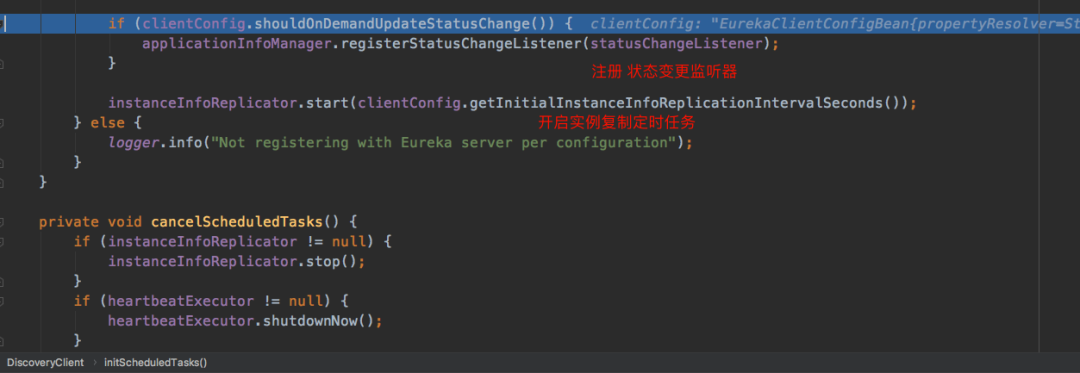 if (clientConfig.shouldOnDemandUpdateStatusChange()) { clientConfig: "EurekaClientConfigBean{propertyResolver=St
applicationInfoManager.registerStatusChangeListener(statusChangeListener);
}
注册 状态变更监听器
instanceInfoReplicator.start(clientConfig.getInitialInstanceInfoReplicationIntervalSeconds());
开启实例复制定时任务
} else {
logger.info("Not registering with Eureka server per configuration");
}
}
private void cancelScheduledTasks() {
if (instanceInfoReplicator != null) {
instanceInfoReplicator.stop();
}
if (heartbeatExecutor != null) {
heartbeatExecutor.shutdownNow();
}
DiscoveryClient › initScheduledTasks()